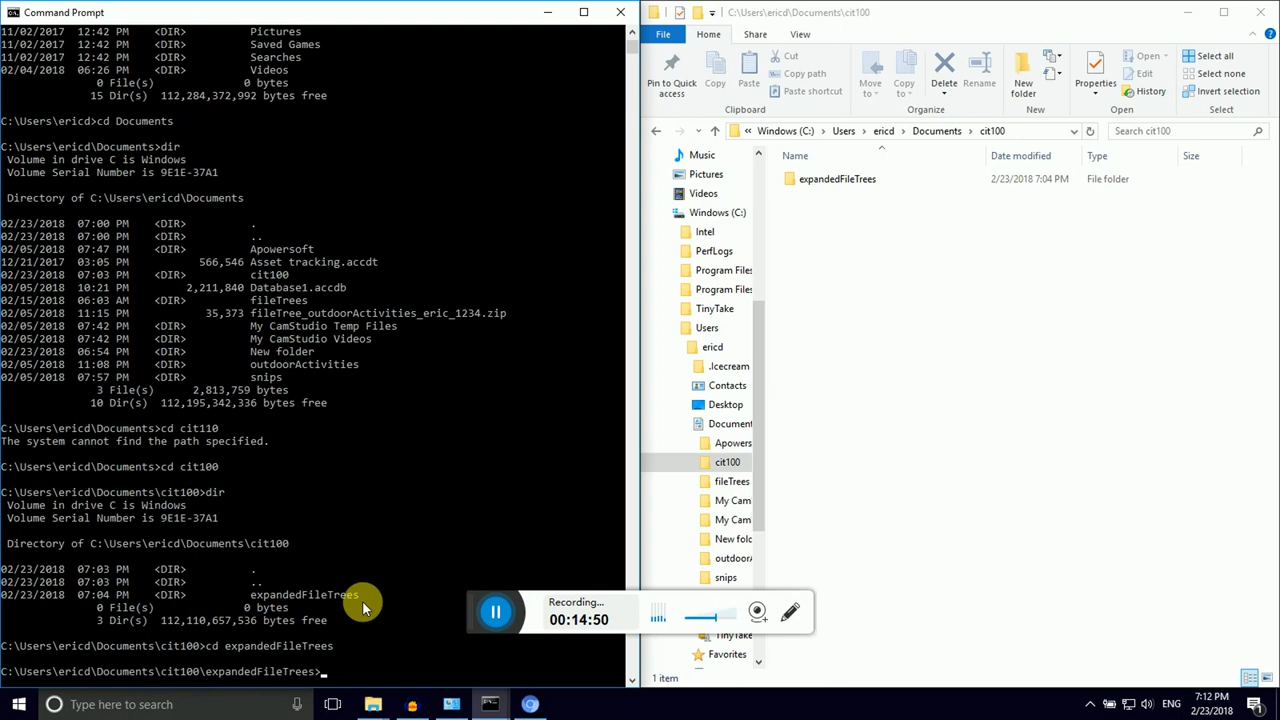 Command Prompt
11/02/2017  12:42 PM    <DIR>          Pictures
11/02/2017  12:42 PM    <DIR>          Saved Games
11/02/2017  12:42 PM    <DIR>          Searches
02/04/2018  06:26 PM    <DIR>          Videos
0 File(s)              0 bytes
15 Dir(s)  112,284,372,992 bytes free
C:\Users\ericd>cd Documents
C:\Users\ericd\Documents>dir
Volume in drive C is Windows
Volume Serial Number is 9E1E-37A1
Directory of C:\Users\ericd\Documents
02/23/2018  07:00 PM    <DIR>          .
02/23/2018  07:00 PM    <DIR>          ..
02/05/2018  07:47 PM    <DIR>          Apowersoft
12/21/2017  03:05 PM           566,546 Asset tracking.accdt
02/23/2018  07:03 PM    <DIR>          cit100
02/05/2018  10:21 PM         2,211,840 Database1.accdb
02/15/2018  06:03 AM    <DIR>          fileTrees
02/05/2018  11:15 PM            35,373 fileTree_outdoorActivities_eric_1234.zip
02/05/2018  07:42 PM    <DIR>          My CamStudio Temp Files
02/05/2018  07:42 PM    <DIR>          My CamStudio Videos
02/23/2018  06:54 PM    <DIR>          New folder
02/05/2018  11:08 PM    <DIR>          outdoorActivities
02/05/2018  07:57 PM    <DIR>          snips
3 File(s)      2,813,759 bytes
10 Dir(s)  112,195,342,336 bytes free
C:\Users\ericd\Documents>cd cit110
The system cannot find the path specified.
C:\Users\ericd\Documents>cd cit100
C:\Users\ericd\Documents\cit100>dir
Volume in drive C is Windows
Volume Serial Number is 9E1E-37A1
Directory of C:\Users\ericd\Documents\cit100
02/23/2018  07:03 PM    <DIR>          .
02/23/2018  07:03 PM    <DIR>          ..
02/23/2018  07:04 PM    <DIR>          expandedFileTrees
0 File(s)              0 bytes
3 Dir(s)  112,110,657,536 bytes free
C:\Users\ericd\Documents\cit100>cd expandedFileTrees
C:\Users\ericd\Documents\cit100\expandedFileTrees>_
C:\Users\ericd\Documents\cit100
File Home Share View
Pin to Quick access
Copy
Paste
Cut
Copy path
Paste shortcut
Clipboard
Move to
Copy to
Delete
Rename
Organize
New folder
New
Properties
Open
Edit
History
Open
Select all
Select none
Invert selection
Select
« Windows (C:) > Users > ericd > Documents > cit100
Search cit100
Name Date modified Type Size
expandedFileTrees 2/23/2018 7:04 PM File folder
Music
Pictures
Videos
Windows (C:)
Intel
PerfLogs
Program Files
Program Files
TinyTake
Users
ericd
.Icecream
Contacts
Desktop
Document
Apowers
cit100
fileTrees
My Cam
My Cam
New fold
outdoorA
snips
TinyTake
Favorites
1 item
Recording...
00:14:50
Type here to search
ENG
7:12 PM
2/23/2018
1